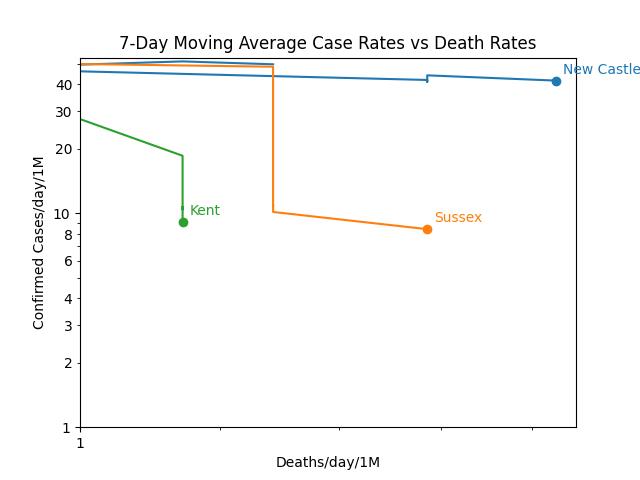 7-Day Moving Average Case Rates vs Death Rates
New Castle
40
30
20
Kent
Sussex
10
8
6
4
3
2
1
1
Confirmed Cases/day/1M
Deaths/day/1M